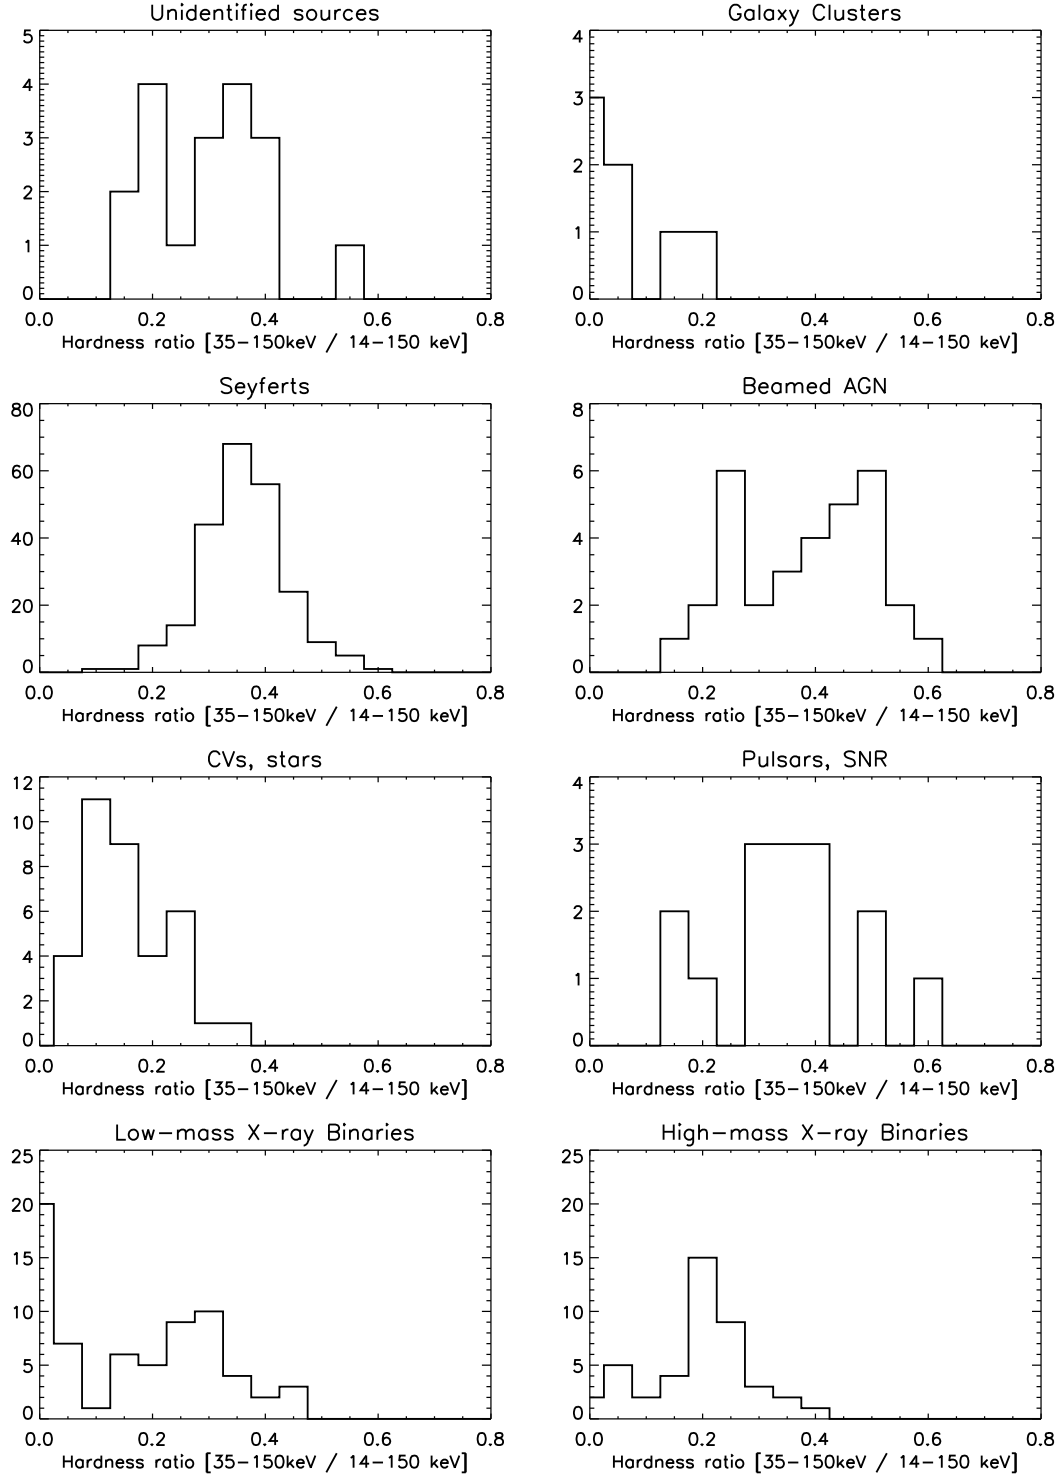 Unidentified sources
5
4
3
2
1
0
0.0 0.2 0.4 0.6 0.8
Hardness ratio [35-150keV / 14-150 keV]
Galaxy Clusters
4
3
2
1
0
0.0 0.2 0.4 0.6 0.8
Hardness ratio [35-150keV / 14-150 keV]
Seyferts
80
60
40
20
0
0.0 0.2 0.4 0.6 0.8
Hardness ratio [35-150keV / 14-150 keV]
Beamed AGN
8
6
4
2
0
0.0 0.2 0.4 0.6 0.8
Hardness ratio [35-150keV / 14-150 keV]
CVs, stars
12
10
8
6
4
2
0
0.0 0.2 0.4 0.6 0.8
Hardness ratio [35-150keV / 14-150 keV]
Pulsars, SNR
4
3
2
1
0
0.0 0.2 0.4 0.6 0.8
Hardness ratio [35-150keV / 14-150 keV]
Low-mass X-ray Binaries
25
20
15
10
5
0
0.0 0.2 0.4 0.6 0.8
Hardness ratio [35-150keV / 14-150 keV]
High-mass X-ray Binaries
25
20
15
10
5
0
0.0 0.2 0.4 0.6 0.8
Hardness ratio [35-150keV / 14-150 keV]